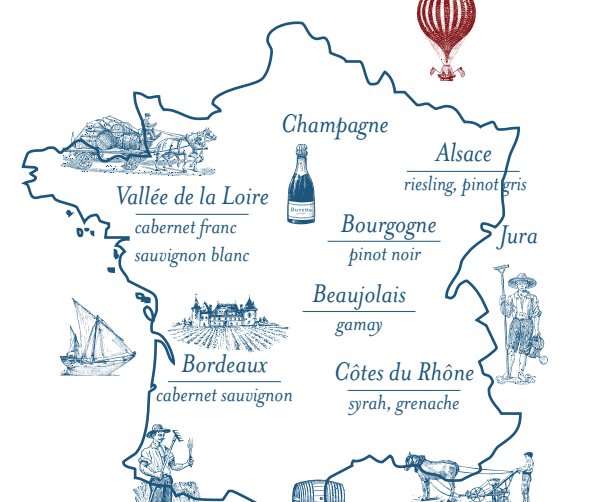 Champagne
Alsace
riesling, pinot gris
Vallée de la Loire
cabernet franc
sauvignon blanc
Bourgogne
pinot noir
Jura
Beaujolais
gamay
Bordeaux
cabernet sauvignon
Côtes du Rhône
syrah, grenache